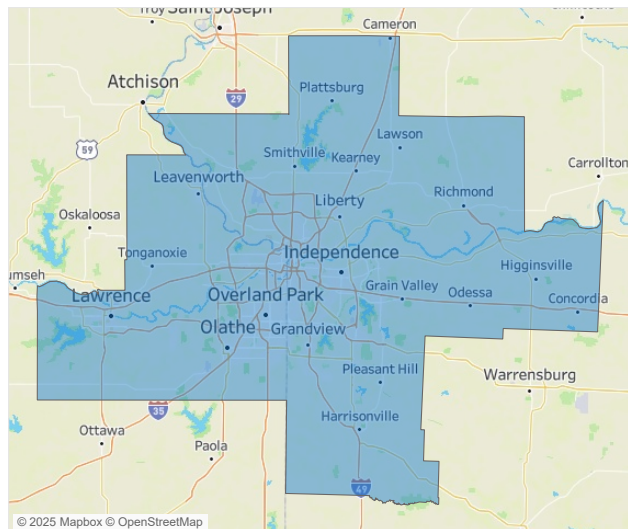 Troy
Saint Joseph
Cameron
Atchison
29
Plattsburg
59
Lawson
Smithville
Kearney
Carrollton
Leavenworth
Richmond
Liberty
Oskaloosa
Tonganoxie
Independence
Higginsville
Grain Valley
Odessa
Lawrence
Overland Park
Concordia
Olathe
Grandview
Pleasant Hill
Warrensburg
35
Harrisonville
Ottawa
Paola
49
© 2025 Mapbox © OpenStreetMap